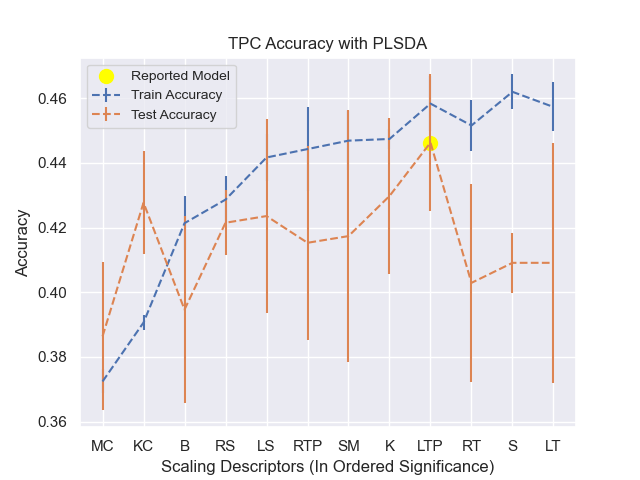 TPC Accuracy with PLSDA
Reported Model
Train Accuracy
Test Accuracy
0.46
0.44
0.42
0.40
0.38
0.36
Accuracy
MC KC B RS LS RTP SM K LTP RT S LT
Scaling Descriptors (In Ordered Significance)